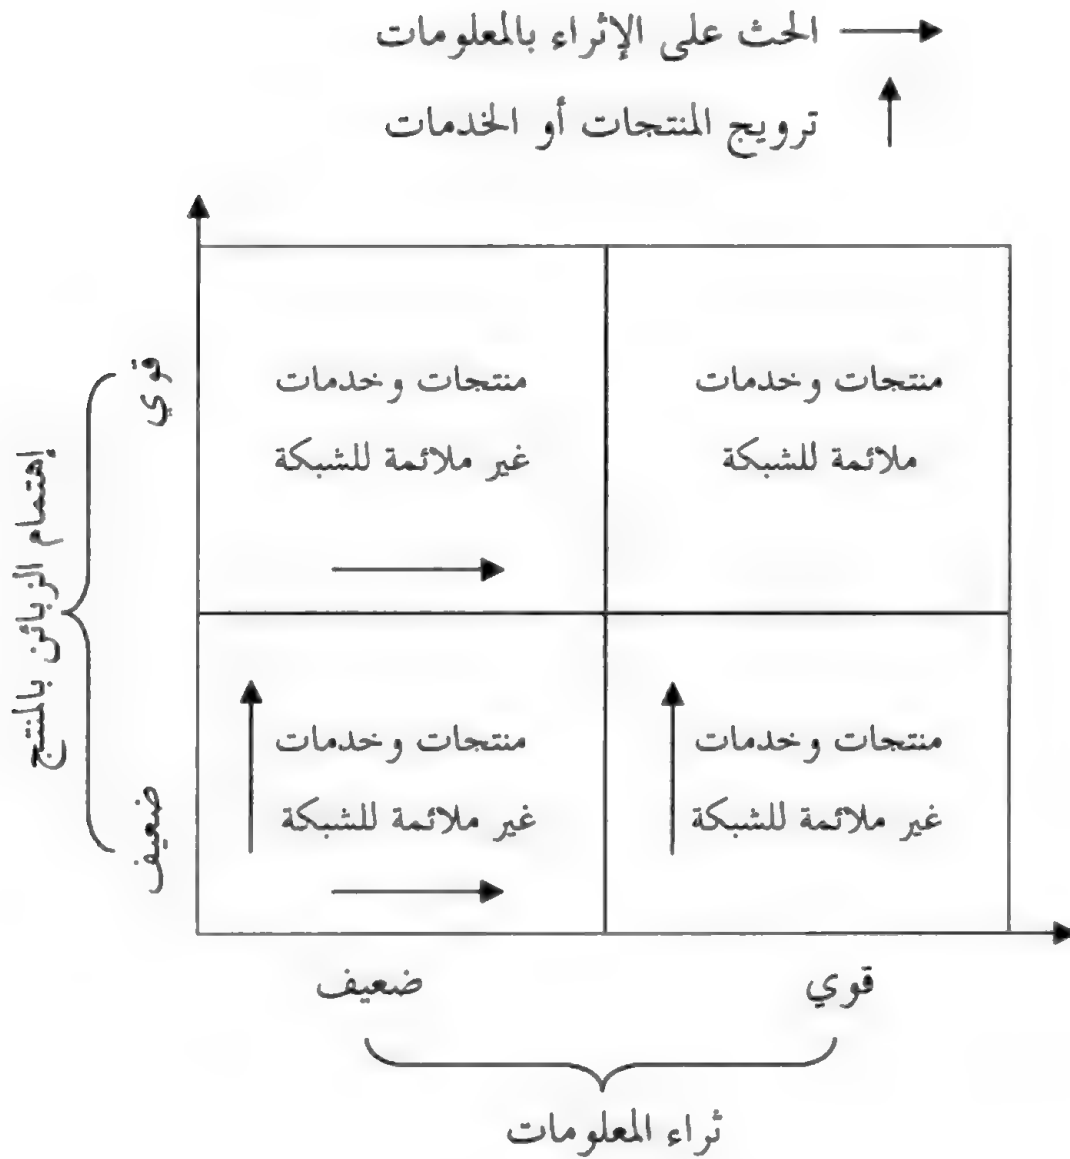 الحث على الإثراء بالمعلومات
ترويج المنتجات أو الخدمات
منتجات وخدمات
ملائمة للشبكة
منتجات وخدمات
غير ملائمة للشبكة
قوي
إهتمام الزبائن بالمنتج
منتجات وخدمات
غير ملائمة للشبكة
منتجات وخدمات
غير ملائمة للشبكة
ضعيف
قوي
ضعيف
ثراء المعلومات